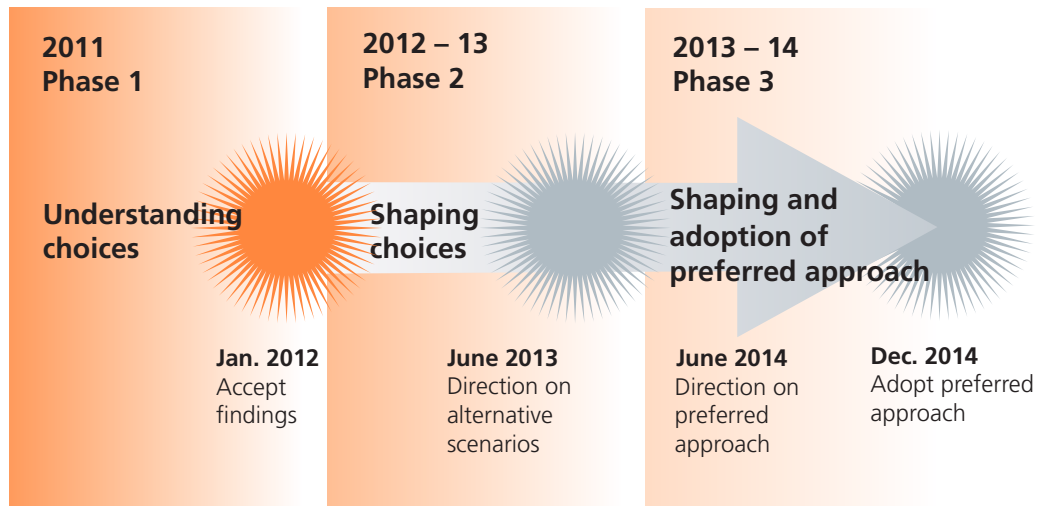 2011
Phase 1
2012 – 13
Phase 2
2013 – 14
Phase 3
Understanding
choices
Shaping
choices
Shaping and
adoption of
preferred approach
Jan. 2012
Accept
findings
June 2013
Direction on
alternative
scenarios
June 2014
Direction on
preferred
approach
Dec. 2014
Adopt preferred
approach